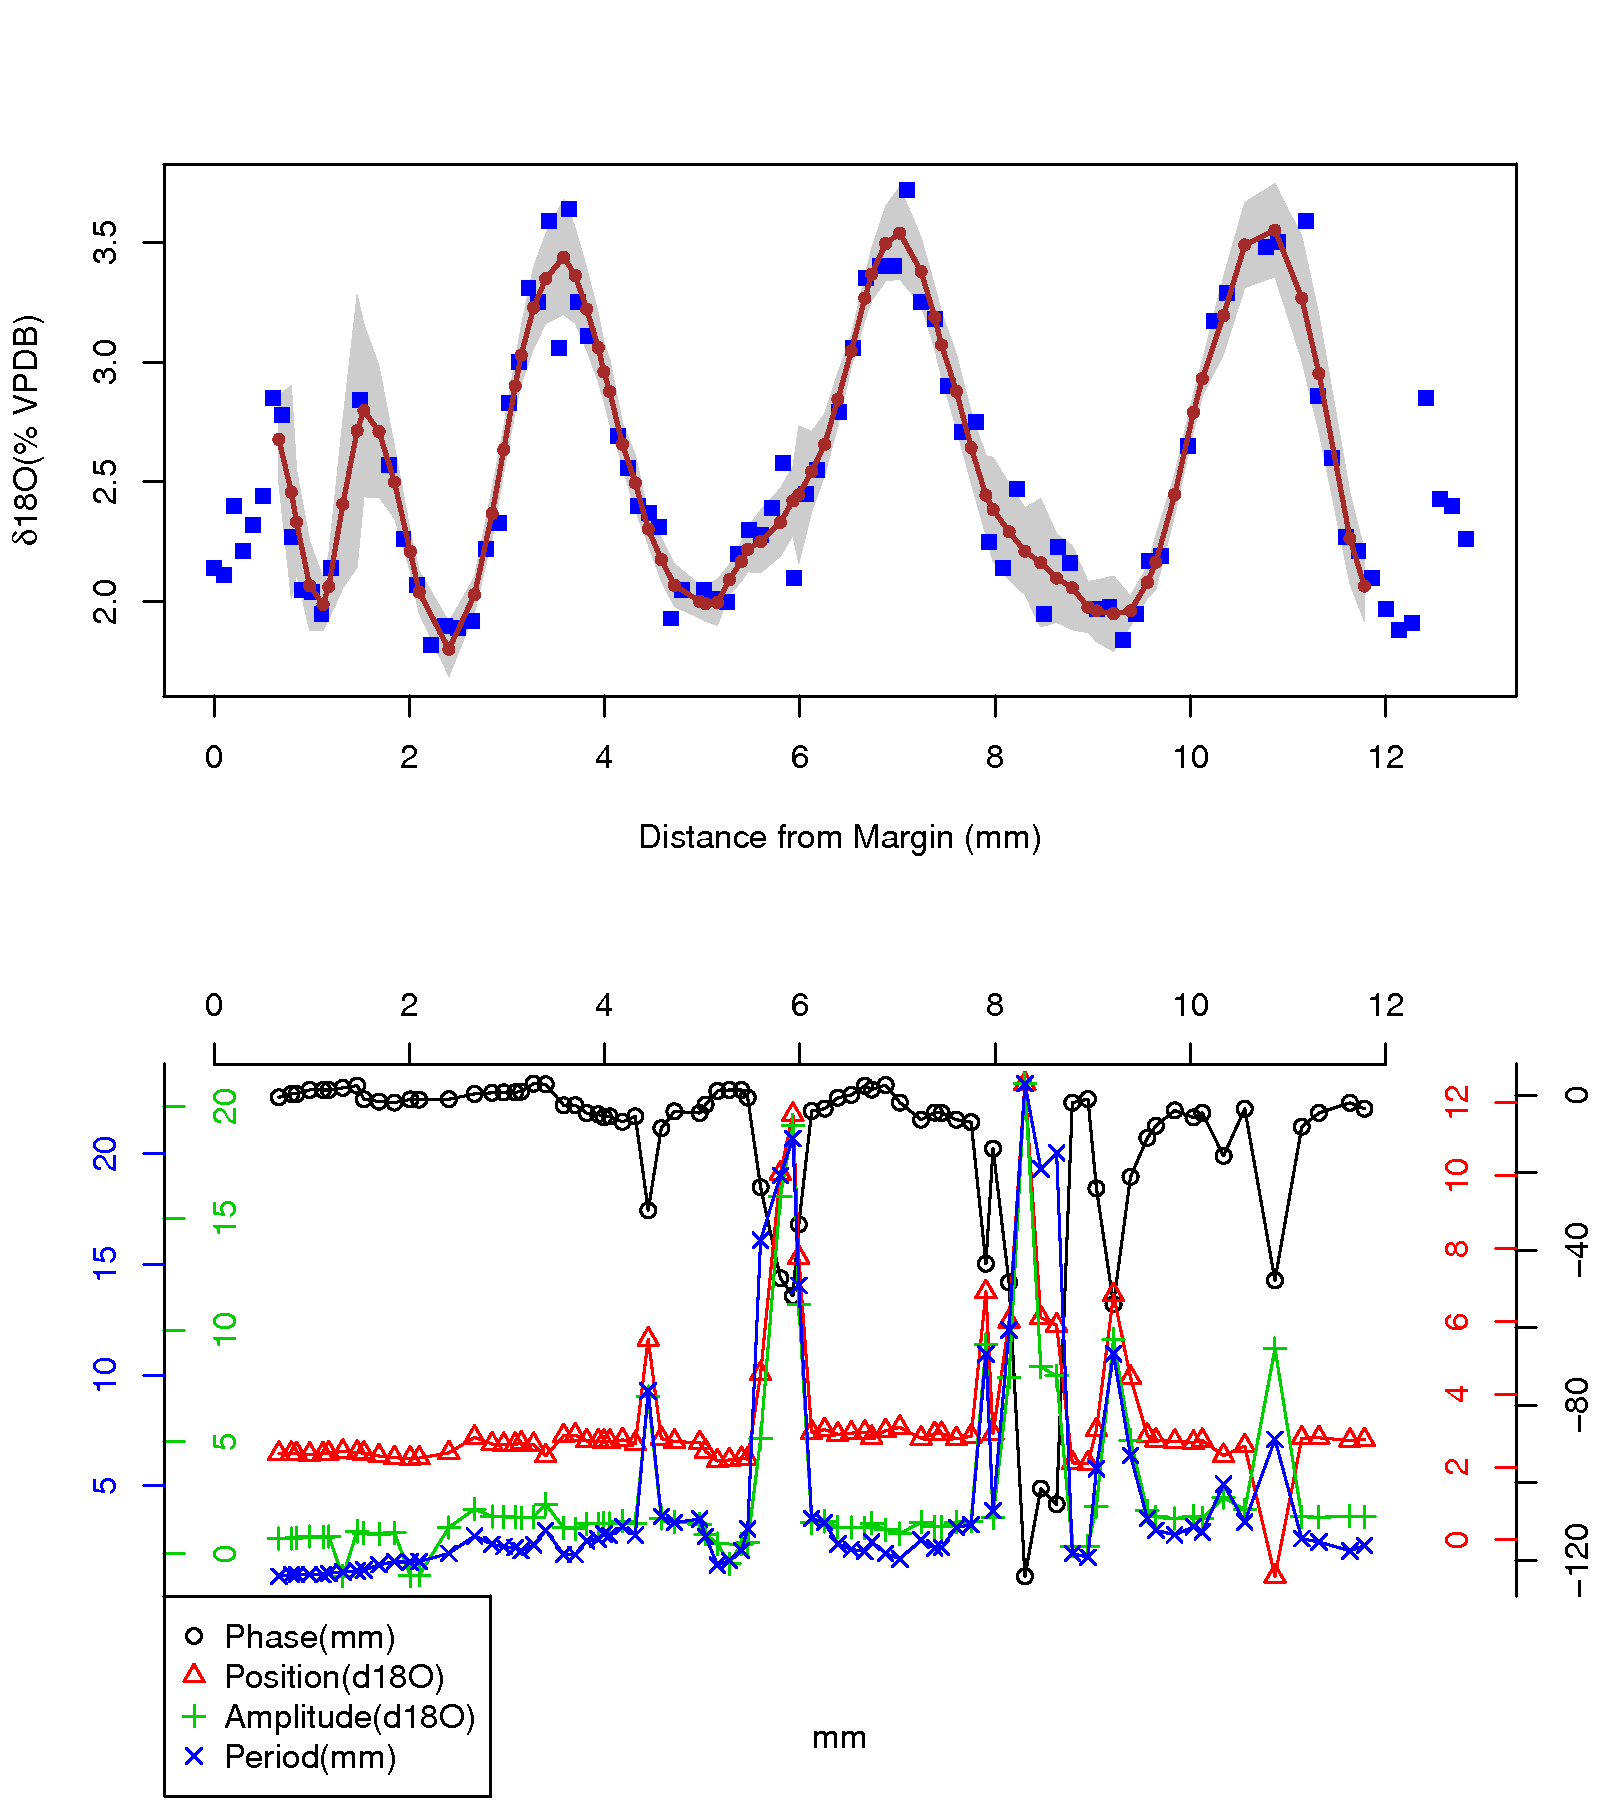 δ18O(% VPDB)
3.5
3.0
2.5
2.0
0 2 4 6 8 10 12
Distance from Margin (mm)
0 2 4 6 8 10 12
20
15
10
5
20
15
10
5
0
12
10
8
6
4
2
0
0
−40
−80
−120
Phase(mm)
Position(d18O)
Amplitude(d18O)
Period(mm)
mm